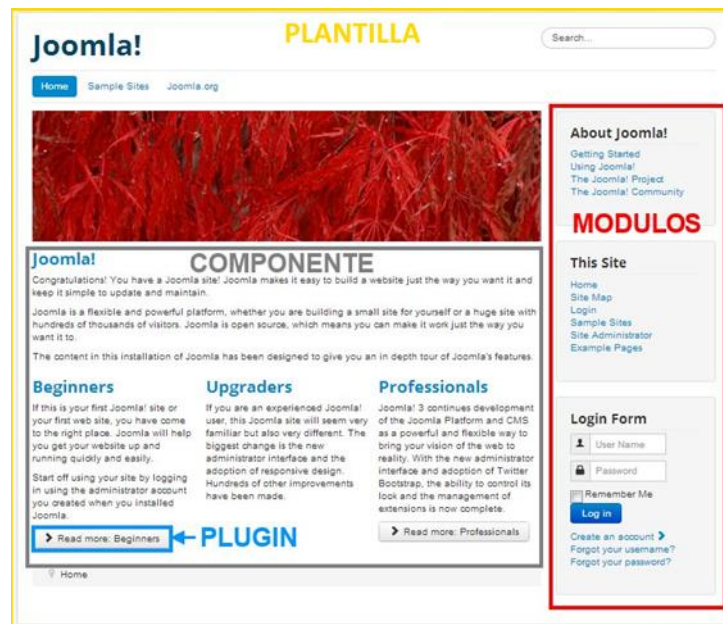 Joomla!
PLANTILLA
Search...
Home
Sample Sites
Joomla.org
About Joomla!
Getting Started
Using Joomla!
The Joomla! Project
The Joomla! Community
MODULOS
This Site
Home
Site Map
Login
Sample Sites
Site Administrator
Example Pages
Login Form
User Name
Password
Remember Me
Log in
Create an account
Forgot your username?
Forgot your password?
Joomla!
COMPONENTE
Congratulations! You have a Joomla site! Joomla makes it easy to build a website just the way you want it and
keep it simple to update and maintain.
Joomla is a flexible and powerful platform, whether you are building a small site for yourself or a huge site with
hundreds of thousands of visitors. Joomla is open source, which means you can make it work just the way you
want it to.
The content in this installation of Joomla has been designed to give you an in depth tour of Joomla's features.
Beginners
If this is your first Joomla! site or
your first web site, you have come
to the right place. Joomla will help
you get your website up and
running quickly and easily.
Start off using your site by logging
in using the administrator account
you created when you installed
Joomla.
Read more: Beginners
PLUGIN
Upgraders
If you are an experienced Joomla!
user, this Joomla site will seem very
familiar but also very different. The
biggest change is the new
administrator interface and the
adoption of responsive design.
Hundreds of other improvements
have been made.
Professionals
Joomla! 3 continues development
of the Joomla Platform and CMS
as a powerful and flexible way to
bring your vision of the web to
reality. With the new administrator
interface and adoption of Twitter
Bootstrap, the ability to control its
look and the management of
extensions is now complete.
Read more: Professionals
Home